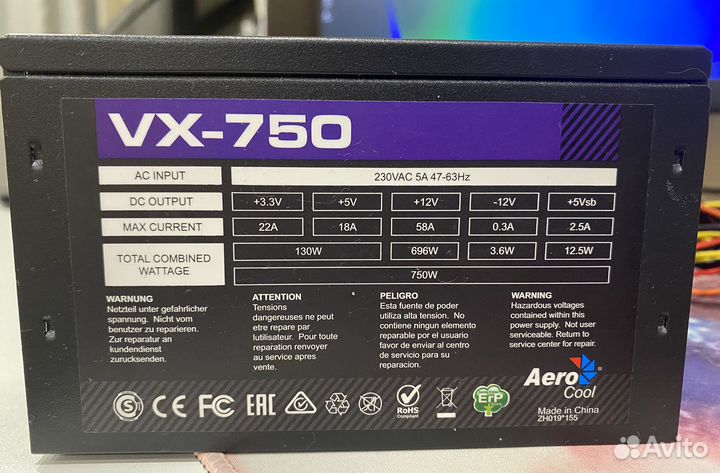 VX-750
AC INPUT 230VAC 5A 47-63Hz
DC OUTPUT +3.3V +5V +12V -12V +5Vsb
MAX CURRENT 22A 18A 58A 0.3A 2.5A
TOTAL COMBINED WATTAGE 130W 696W 3.6W 12.5W
750W
WARNUNG
Netzteil unter gefahrlicher
spannung. Nicht vom
benutzer zu reparieren.
Zur reparatur an
kundendienst
zurucksenden.
ATTENTION
Tensions
dangereuses ne peut
etre repare par
l'utilisateur. Pour toute
reparation renvoyer
au service apres
vente.
PELIGRO
Esta fuente de poder
utiliza alta tension. No
contiene ningun elemento
reparable por el usuario
favor de enviar al centro
de servicio para su
reparacion.
WARNING
Hazardous voltages
contained within this
power supply. Not user
serviceable. Return to
service center for repair.
S CE FC EAC RoHS Compliant ErP
Aero Cool
Made in China
ZH019*155
Avito